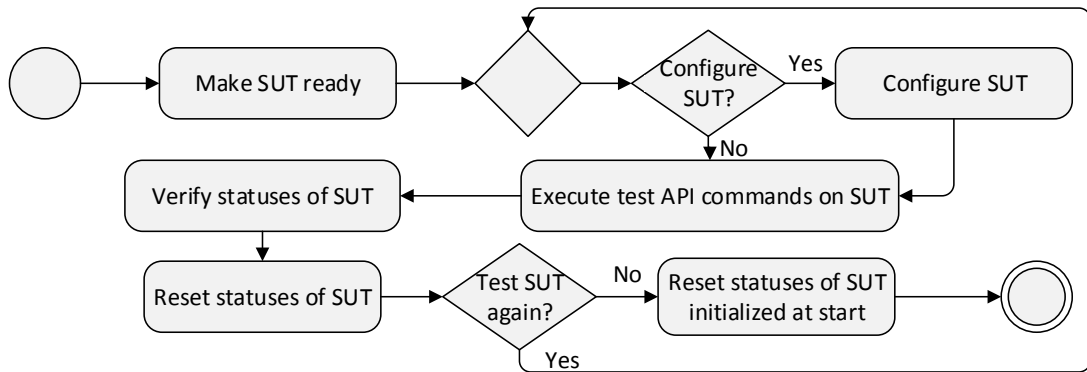 Make SUT ready
Configure
SUT?
Yes
Configure SUT
No
Verify statuses of SUT
Execute test API commands on SUT
Reset statuses of SUT
Test SUT
again?
No
Reset statuses of SUT
initialized at start
Yes